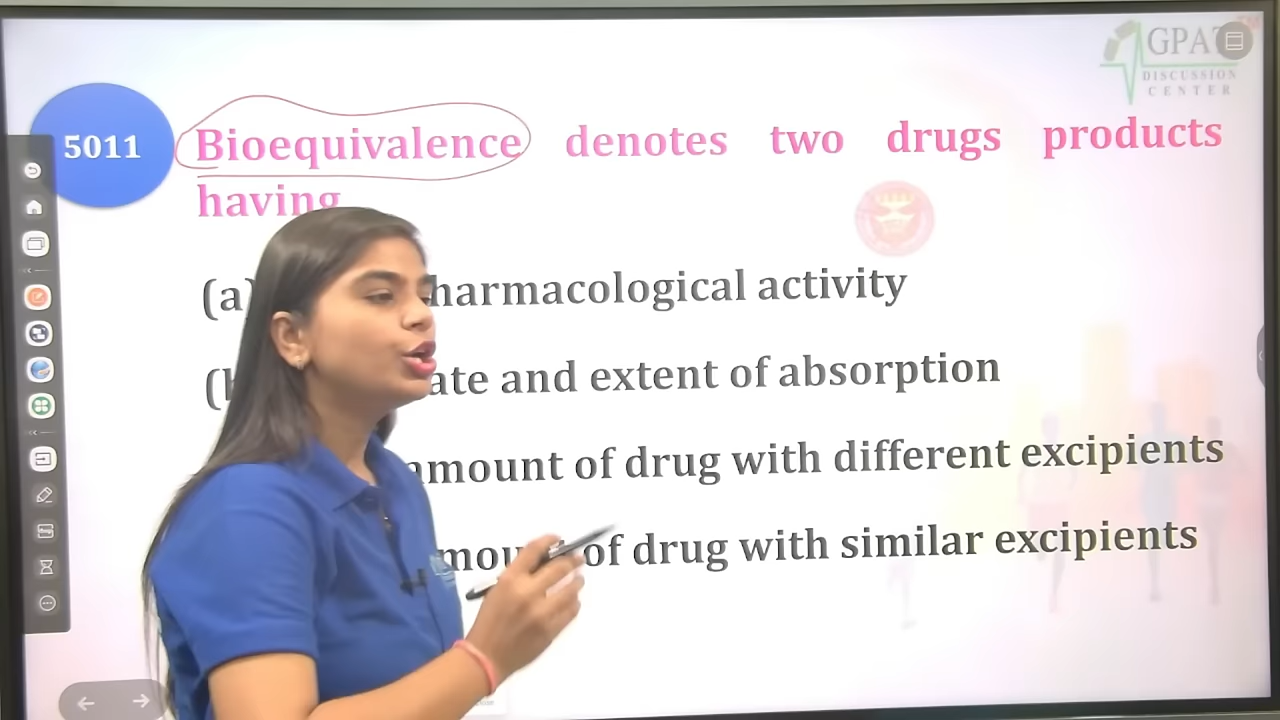 GPAT
DISCUSSION
CENTER
5011
Bioequivalence denotes two drugs products
having
(a) harmacological activity
ate and extent of absorption
amount of drug with different excipients
mount of drug with similar excipients